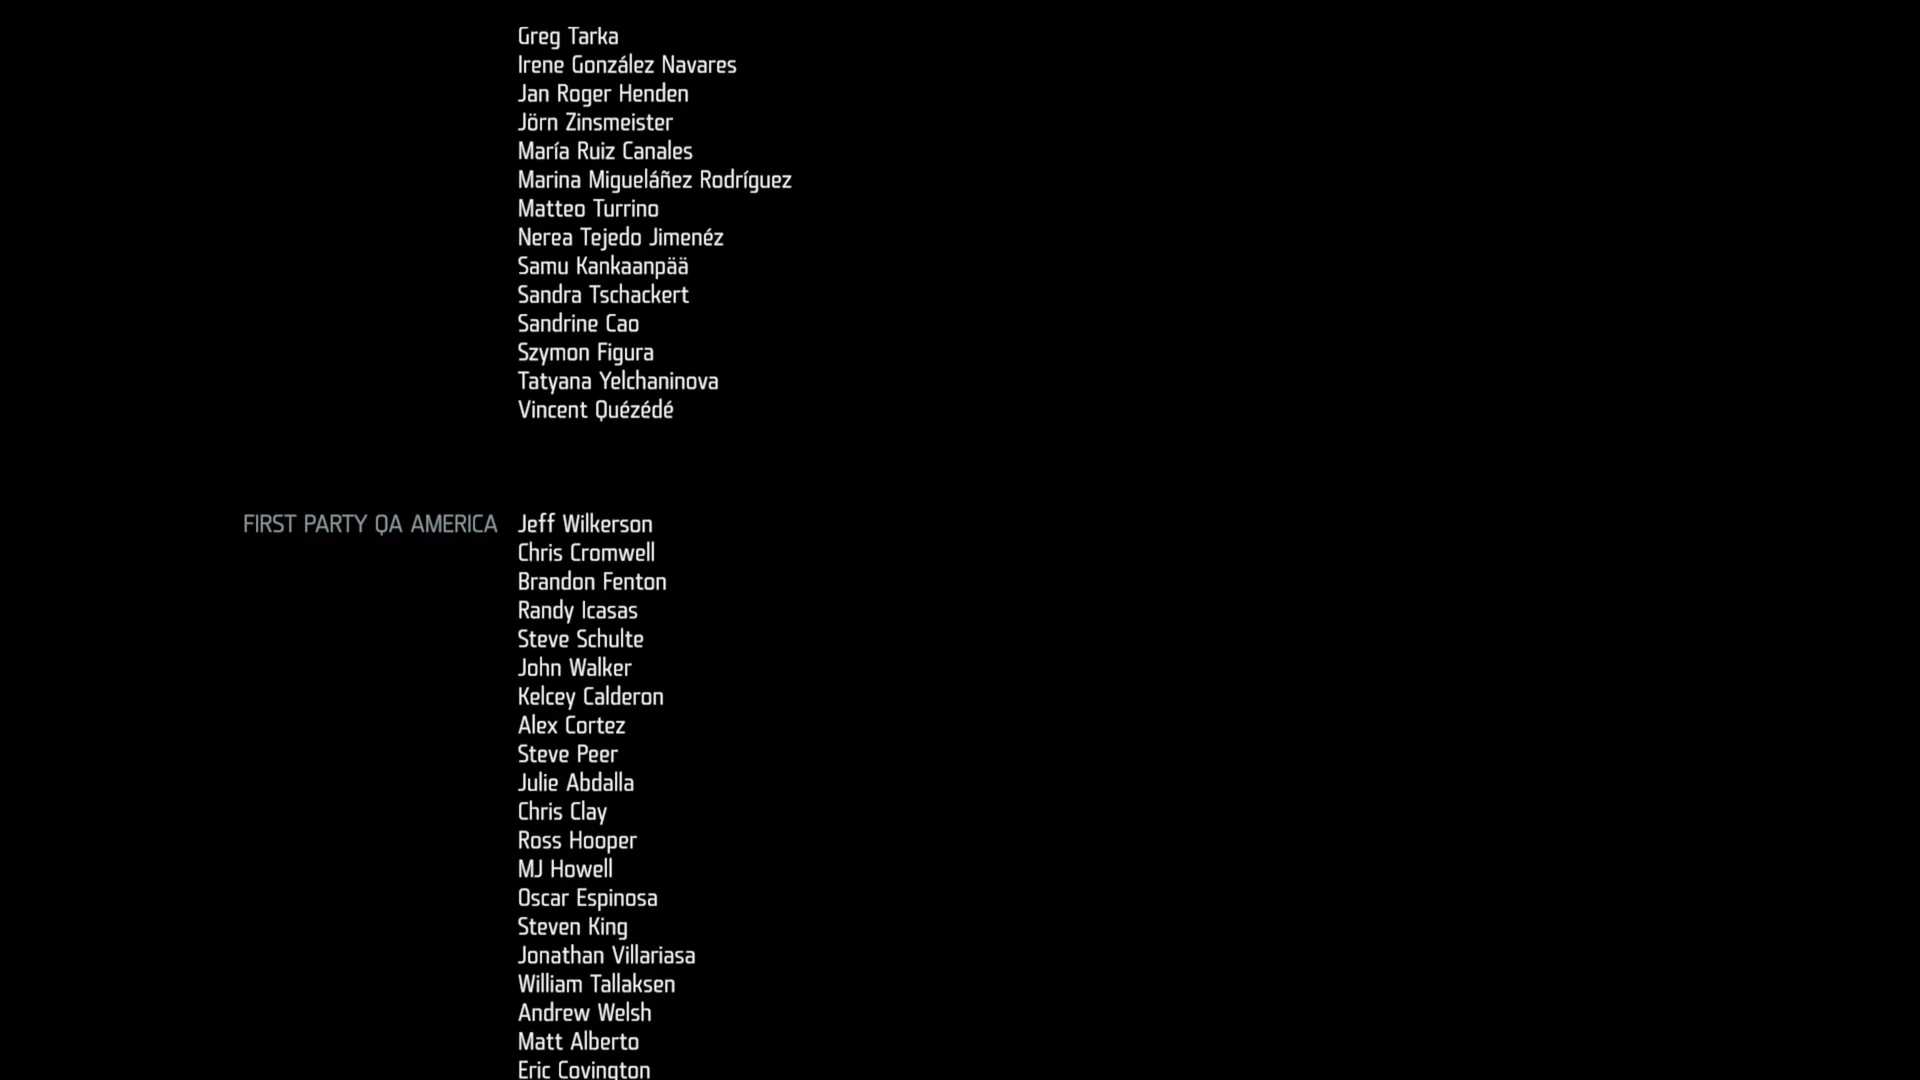 Greg Tarka
Irene González Navares
Jan Roger Henden
Jörn Zinsmeister
María Ruiz Canales
Marina Migueláñez Rodríguez
Matteo Turrino
Nerea Tejedo Jimenéz
Samu Kankaanpää
Sandra Tschackert
Sandrine Cao
Szymon Figura
Tatyana Yelchaninova
Vincent Quézédé
FIRST PARTY QA AMERICA Jeff Wilkerson
Chris Cromwell
Brandon Fenton
Randy Icasas
Steve Schulte
John Walker
Kelcey Calderon
Alex Cortez
Steve Peer
Julie Abdalla
Chris Clay
Ross Hooper
MJ Howell
Oscar Espinosa
Steven King
Jonathan Villariasa
William Tallaksen
Andrew Welsh
Matt Alberto
Eric Covington